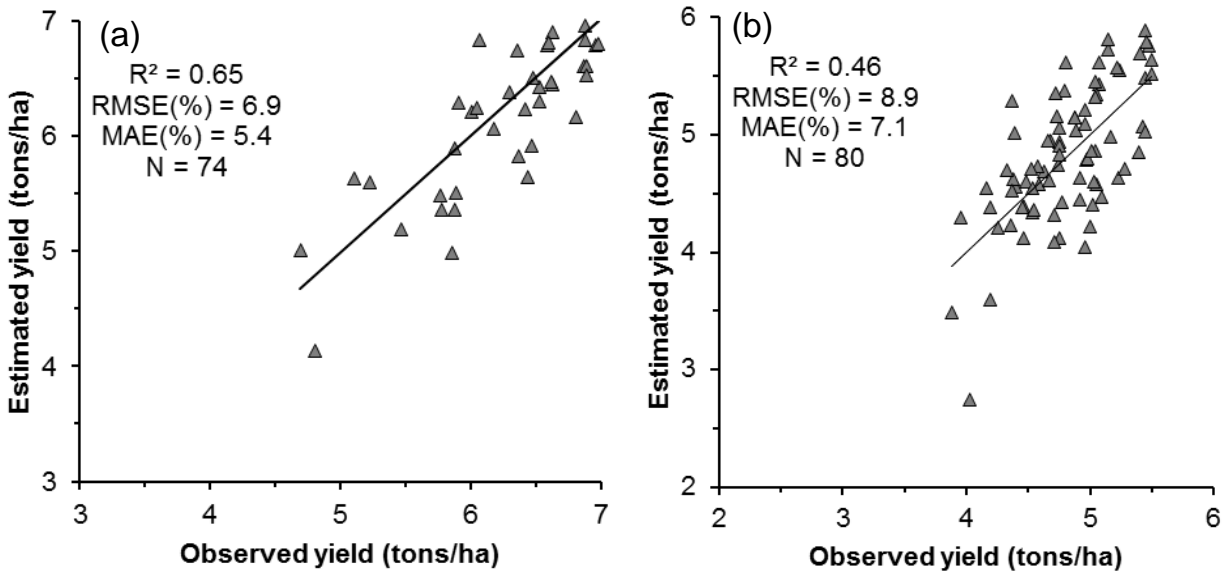 (a)
R² = 0.65
RMSE(%) = 6.9
MAE(%) = 5.4
N = 74
Estimated yield (tons/ha)
7
6
5
4
3
3 4 5 6 7
Observed yield (tons/ha)
(b)
R² = 0.46
RMSE(%) = 8.9
MAE(%) = 7.1
N = 80
Estimated yield (tons/ha)
6
5
4
3
2
2 3 4 5 6
Observed yield (tons/ha)